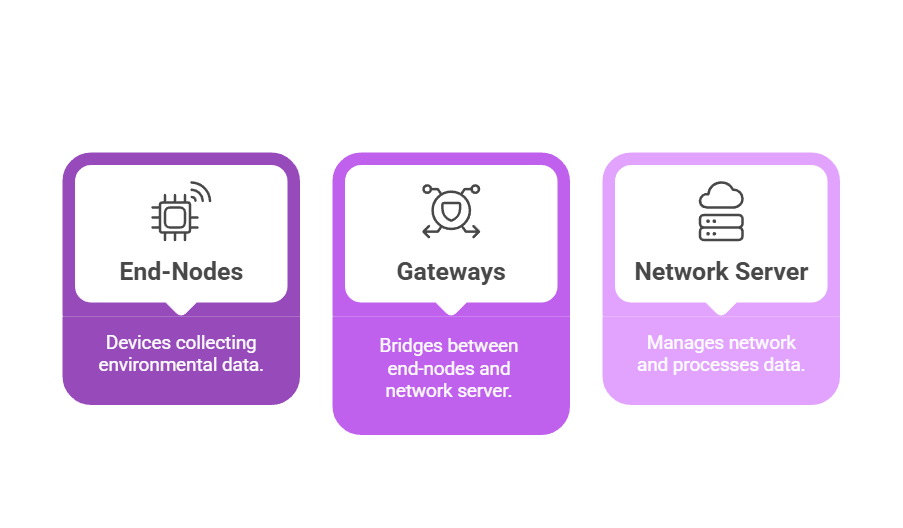 End-Nodes
Devices collecting
environmental data.
Gateways
Bridges between
end-nodes and
network server.
Network Server
Manages network
and processes data.